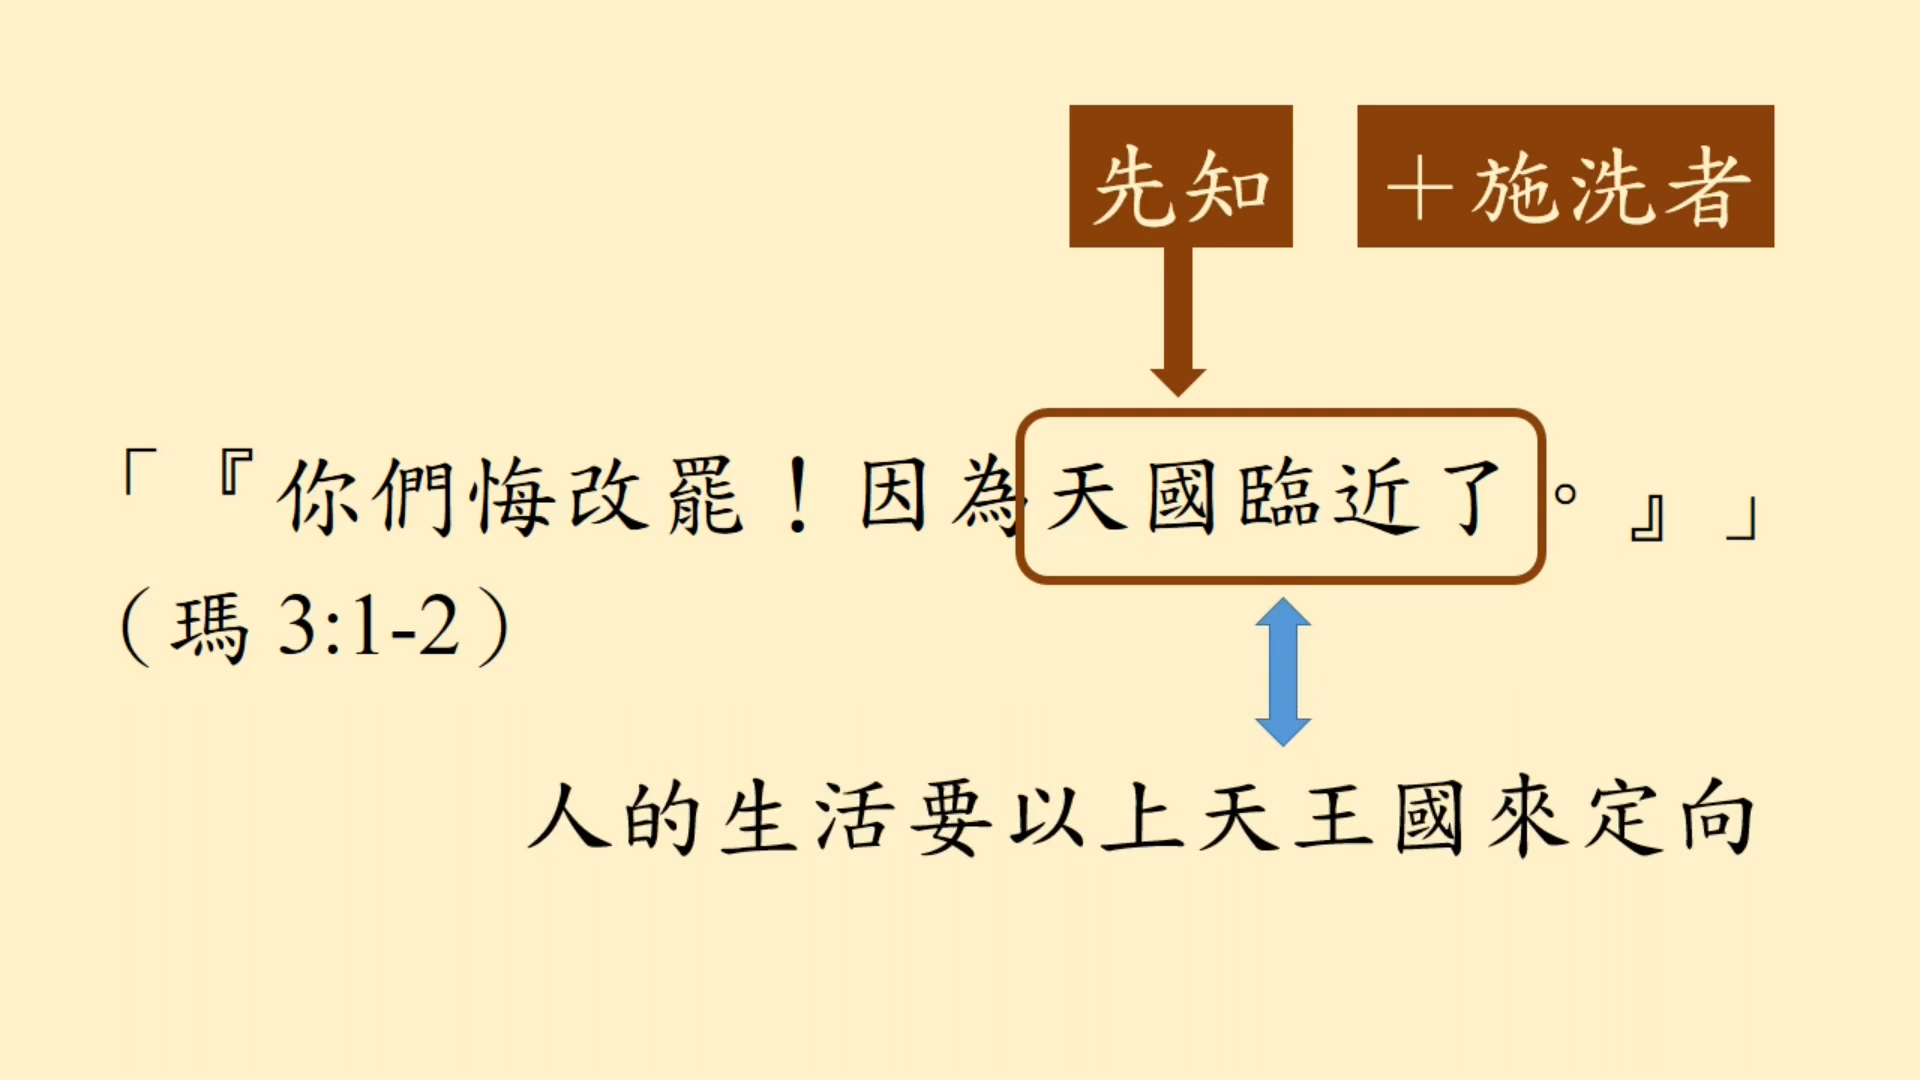 先知 ＋施洗者
「『你們悔改罷！因為天國臨近了。』」
（瑪 3:1-2）
人的生活要以上天王國來定向